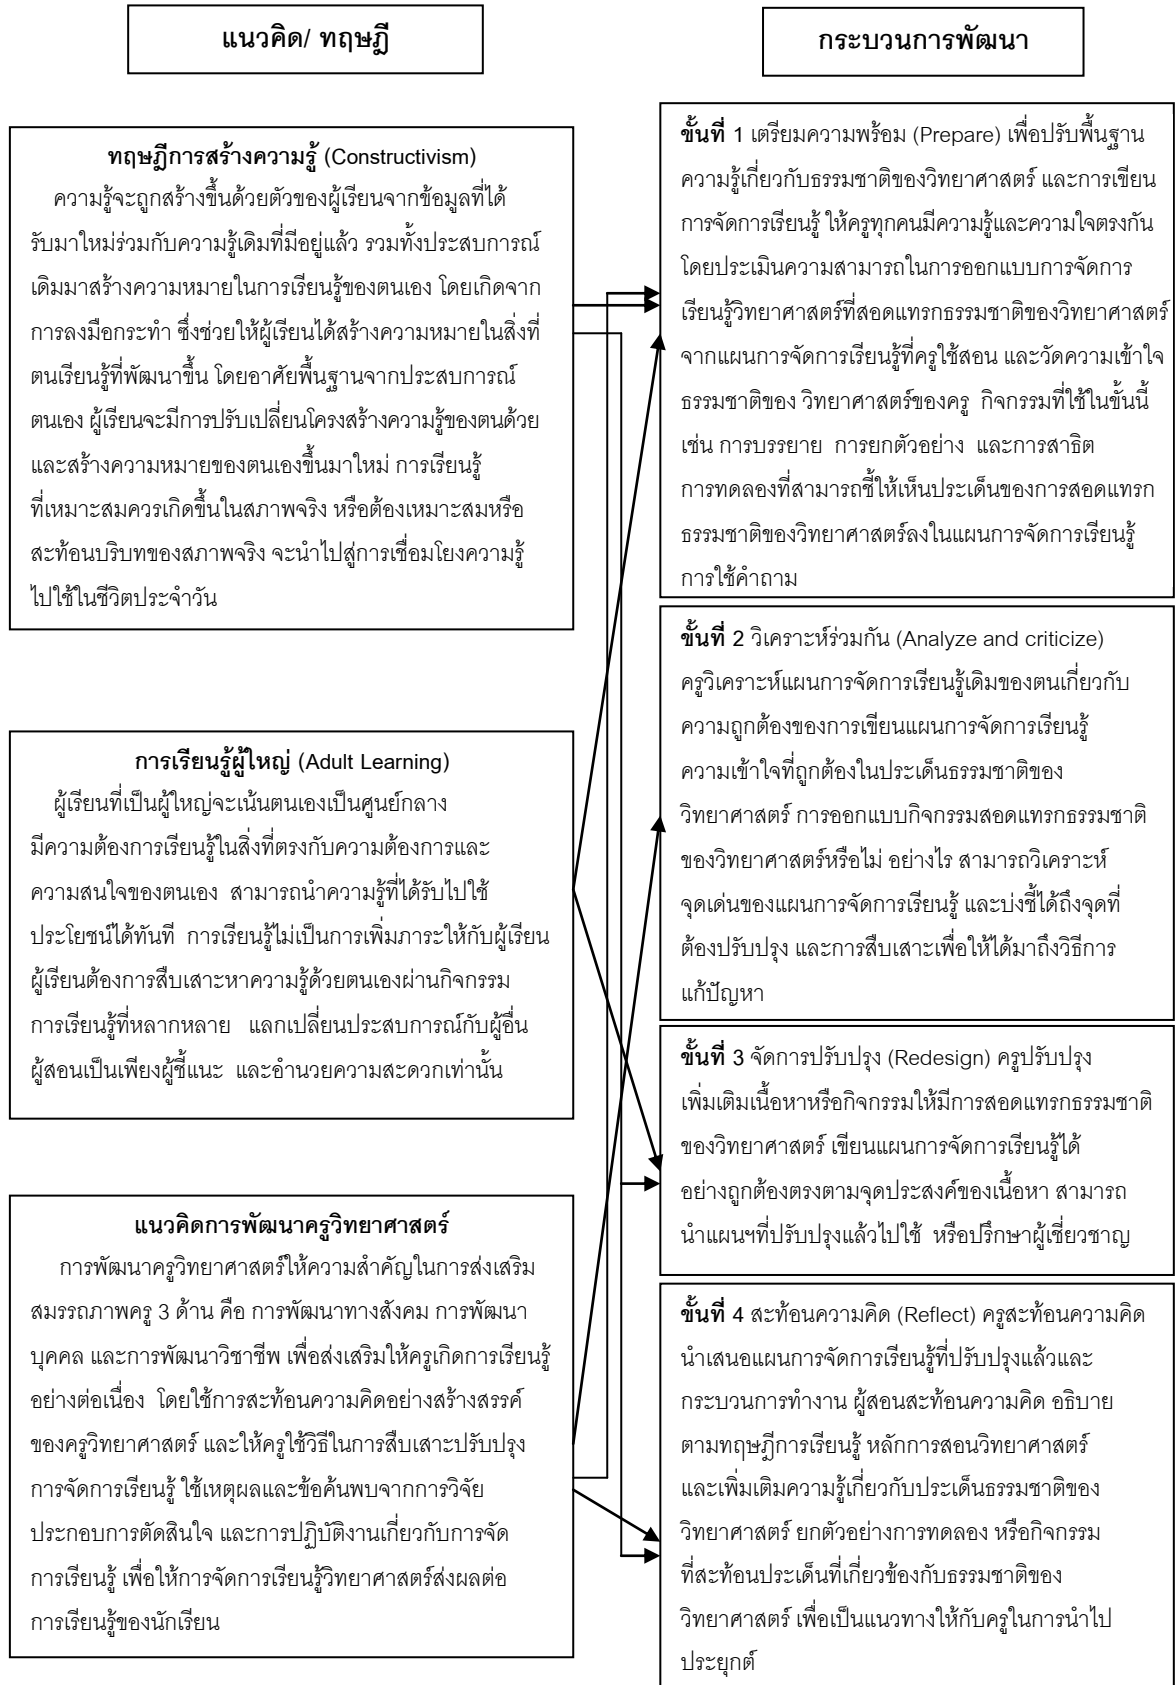 แนวคิด/ ทฤษฎี
กระบวนการพัฒนา
ทฤษฎีการสร้างความรู้ (Constructivism)
ความรู้จะถูกสร้างขึ้นด้วยตัวของผู้เรียนจากข้อมูลที่ได้
รับมาใหม่ร่วมกับความรู้เดิมที่มีอยู่แล้ว รวมทั้งประสบการณ์
เดิมมาสร้างความหมายในการเรียนรู้ของตนเอง โดยเกิดจาก
การลงมือกระทำ ซึ่งช่วยให้ผู้เรียนได้สร้างความหมายในสิ่งที่
ตนเรียนรู้ที่พัฒนาขึ้น โดยอาศัยพื้นฐานจากประสบการณ์
ตนเอง ผู้เรียนจะมีการปรับเปลี่ยนโครงสร้างความรู้ของตนด้วย
และสร้างความหมายของตนเองขึ้นมาใหม่ การเรียนรู้
ที่เหมาะสมควรเกิดขึ้นในสภาพจริง หรือต้องเหมาะสมหรือ
สะท้อนบริบทของสภาพจริง จะนำไปสู่การเชื่อมโยงความรู้
ไปใช้ในชีวิตประจำวัน
การเรียนรู้ผู้ใหญ่ (Adult Learning)
ผู้เรียนที่เป็นผู้ใหญ่จะเน้นตนเองเป็นศูนย์กลาง
มีความต้องการเรียนรู้ในสิ่งที่ตรงกับความต้องการและ
ความสนใจของตนเอง สามารถนำความรู้ที่ได้รับไปใช้
ประโยชน์ได้ทันที การเรียนรู้ไม่เป็นการเพิ่มภาระให้กับผู้เรียน
ผู้เรียนต้องการสืบเสาะหาความรู้ด้วยตนเองผ่านกิจกรรม
การเรียนรู้ที่หลากหลาย แลกเปลี่ยนประสบการณ์กับผู้อื่น
ผู้สอนเป็นเพียงผู้ชี้แนะ และอำนวยความสะดวกเท่านั้น
แนวคิดการพัฒนาครูวิทยาศาสตร์
การพัฒนาครูวิทยาศาสตร์ให้ความสำคัญในการส่งเสริม
สมรรถภาพครู 3 ด้าน คือ การพัฒนาทางสังคม การพัฒนา
บุคคล และการพัฒนาวิชาชีพ เพื่อส่งเสริมให้ครูเกิดการเรียนรู้
อย่างต่อเนื่อง โดยใช้การสะท้อนความคิดอย่างสร้างสรรค์
ของครูวิทยาศาสตร์ และให้ครูใช้วิธีในการสืบเสาะปรับปรุง
การจัดการเรียนรู้ ใช้เหตุผลและข้อค้นพบจากการวิจัย
ประกอบการตัดสินใจ และการปฏิบัติงานเกี่ยวกับการจัด
การเรียนรู้ เพื่อให้การจัดการเรียนรู้วิทยาศาสตร์ส่งผลต่อ
การเรียนรู้ของนักเรียน
ขั้นที่ 1 เตรียมความพร้อม (Prepare) เพื่อปรับพื้นฐาน
ความรู้เกี่ยวกับธรรมชาติของวิทยาศาสตร์ และการเขียน
การจัดการเรียนรู้ ให้ครูทุกคนมีความรู้และความใจตรงกัน
โดยประเมินความสามารถในการออกแบบการจัดการ
เรียนรู้วิทยาศาสตร์ที่สอดแทรกธรรมชาติของวิทยาศาสตร์
จากแผนการจัดการเรียนรู้ที่ครูใช้สอน และวัดความเข้าใจ
ธรรมชาติของ วิทยาศาสตร์ของครู กิจกรรมที่ใช้ในขั้นนี้
เช่น การบรรยาย การยกตัวอย่าง และการสาธิต
การทดลองที่สามารถชี้ให้เห็นประเด็นของการสอดแทรก
ธรรมชาติของวิทยาศาสตร์ลงในแผนการจัดการเรียนรู้
การใช้คำถาม
ขั้นที่ 2 วิเคราะห์ร่วมกัน (Analyze and criticize)
ครูวิเคราะห์แผนการจัดการเรียนรู้เดิมของตนเกี่ยวกับ
ความถูกต้องของการเขียนแผนการจัดการเรียนรู้
ความเข้าใจที่ถูกต้องในประเด็นธรรมชาติของ
วิทยาศาสตร์ การออกแบบกิจกรรมสอดแทรกธรรมชาติ
ของวิทยาศาสตร์หรือไม่ อย่างไร สามารถวิเคราะห์
จุดเด่นของแผนการจัดการเรียนรู้ และบ่งชี้ได้ถึงจุดที่
ต้องปรับปรุง และการสืบเสาะเพื่อให้ได้มาถึงวิธีการ
แก้ปัญหา
ขั้นที่ 3 จัดการปรับปรุง (Redesign) ครูปรับปรุง
เพิ่มเติมเนื้อหาหรือกิจกรรมให้มีการสอดแทรกธรรมชาติ
ของวิทยาศาสตร์ เขียนแผนการจัดการเรียนรู้ได้
อย่างถูกต้องตรงตามจุดประสงค์ของเนื้อหา สามารถ
นำแผนฯที่ปรับปรุงแล้วไปใช้ หรือปรึกษาผู้เชี่ยวชาญ
ขั้นที่ 4 สะท้อนความคิด (Reflect) ครูสะท้อนความคิด
นำเสนอแผนการจัดการเรียนรู้ที่ปรับปรุงแล้วและ
กระบวนการทำงาน ผู้สอนสะท้อนความคิด อธิบาย
ตามทฤษฎีการเรียนรู้ หลักการสอนวิทยาศาสตร์
และเพิ่มเติมความรู้เกี่ยวกับประเด็นธรรมชาติของ
วิทยาศาสตร์ ยกตัวอย่างการทดลอง หรือกิจกรรม
ที่สะท้อนประเด็นที่เกี่ยวข้องกับธรรมชาติของ
วิทยาศาสตร์ เพื่อเป็นแนวทางให้กับครูในการนำไป
ประยุกต์